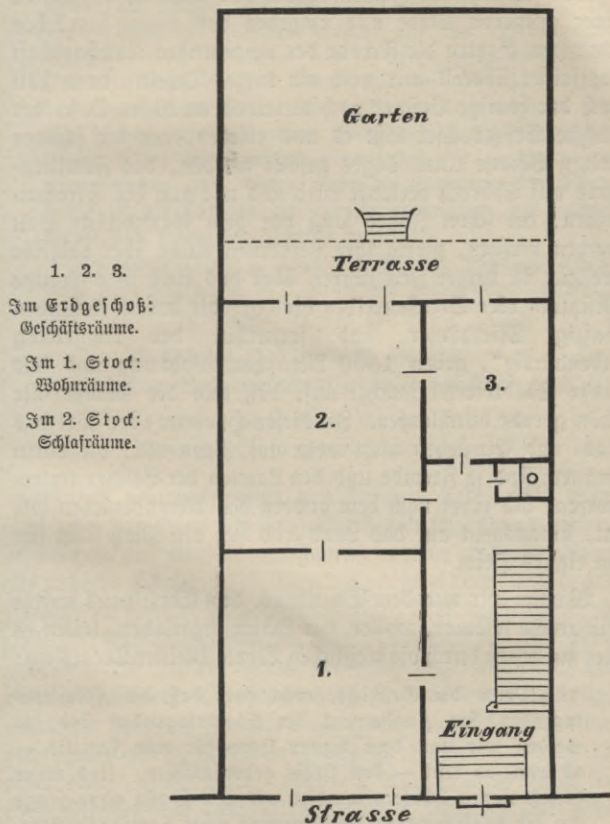 Garten
Terrasse
1. 2. 3.
Im Erdgeschoß:
Geschäftsräume.
Im 1. Stock:
Wohnräume.
Im 2. Stock:
Schlafräume.
3.
2.
1.
Eingang
Strasse